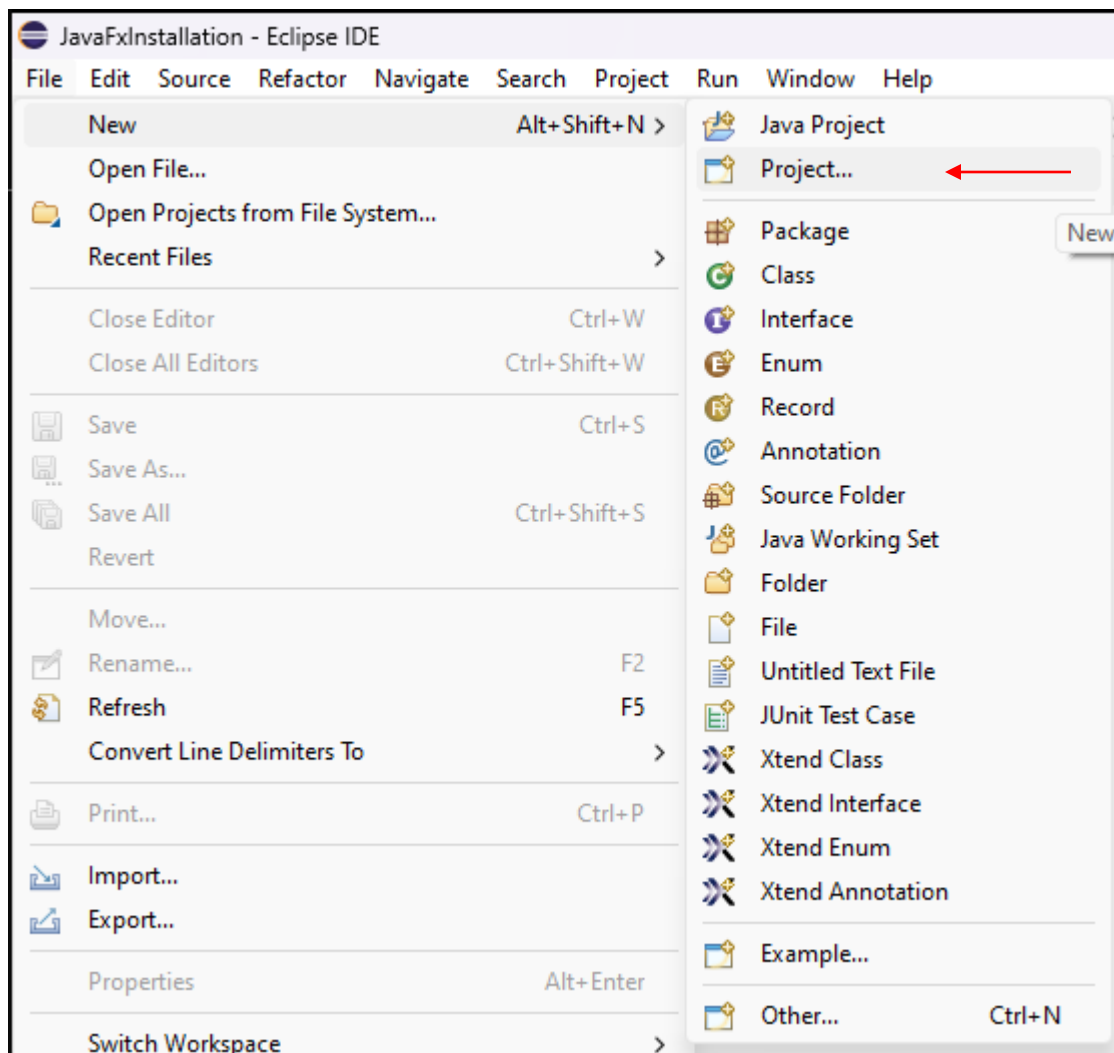 JavaFxInstallation - Eclipse IDE
File Edit Source Refactor Navigate Search Project Run Window Help
New Alt+Shift+N >
Open File...
Open Projects from File System...
Recent Files >
Close Editor Ctrl+W
Close All Editors Ctrl+Shift+W
Save Ctrl+S
Save As...
Save All Ctrl+Shift+S
Revert
Move...
Rename... F2
Refresh F5
Convert Line Delimiters To >
Print... Ctrl+P
Import...
Export...
Properties Alt+Enter
Switch Workspace >
Java Project
Project...
Package
New
Class
Interface
Enum
Record
Annotation
Source Folder
Java Working Set
Folder
File
Untitled Text File
JUnit Test Case
Xtend Class
Xtend Interface
Xtend Enum
Xtend Annotation
Example...
Other... Ctrl+N